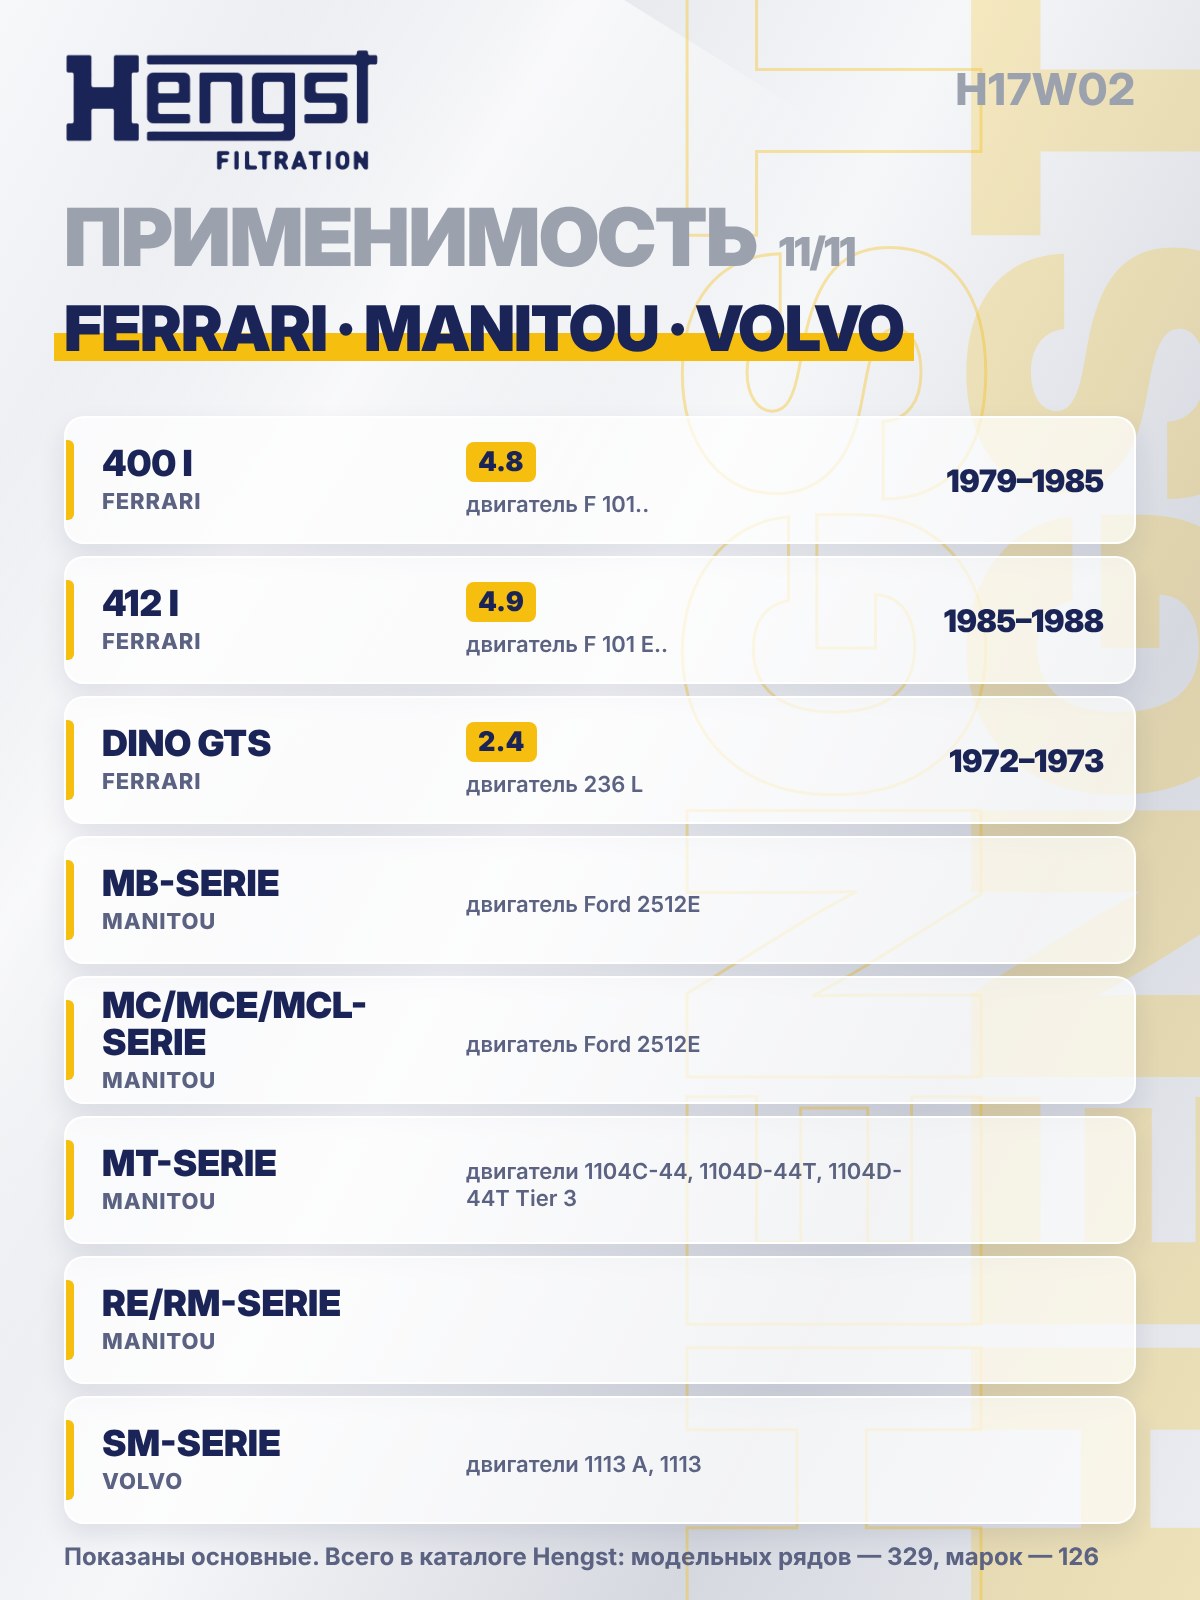 Hengst
FILTRATION
H17W02
ПРИМЕНИМОСТЬ 11/11
FERRARI · MANITOU · VOLVO
400 I
FERRARI
4.8
двигатель F 101..
1979–1985
412 I
FERRARI
4.9
двигатель F 101 E..
1985–1988
DINO GTS
FERRARI
2.4
двигатель 236 L
1972–1973
MB-SERIE
MANITOU
двигатель Ford 2512E
MC/MCE/MCL-
SERIE
MANITOU
двигатель Ford 2512E
MT-SERIE
MANITOU
двигатели 1104C-44, 1104D-44T, 1104D-
44T Tier 3
RE/RM-SERIE
MANITOU
SM-SERIE
VOLVO
двигатели 1113 A, 1113
Показаны основные. Всего в каталоге Hengst: модельных рядов — 329, марок — 126
HENGST
HENGST